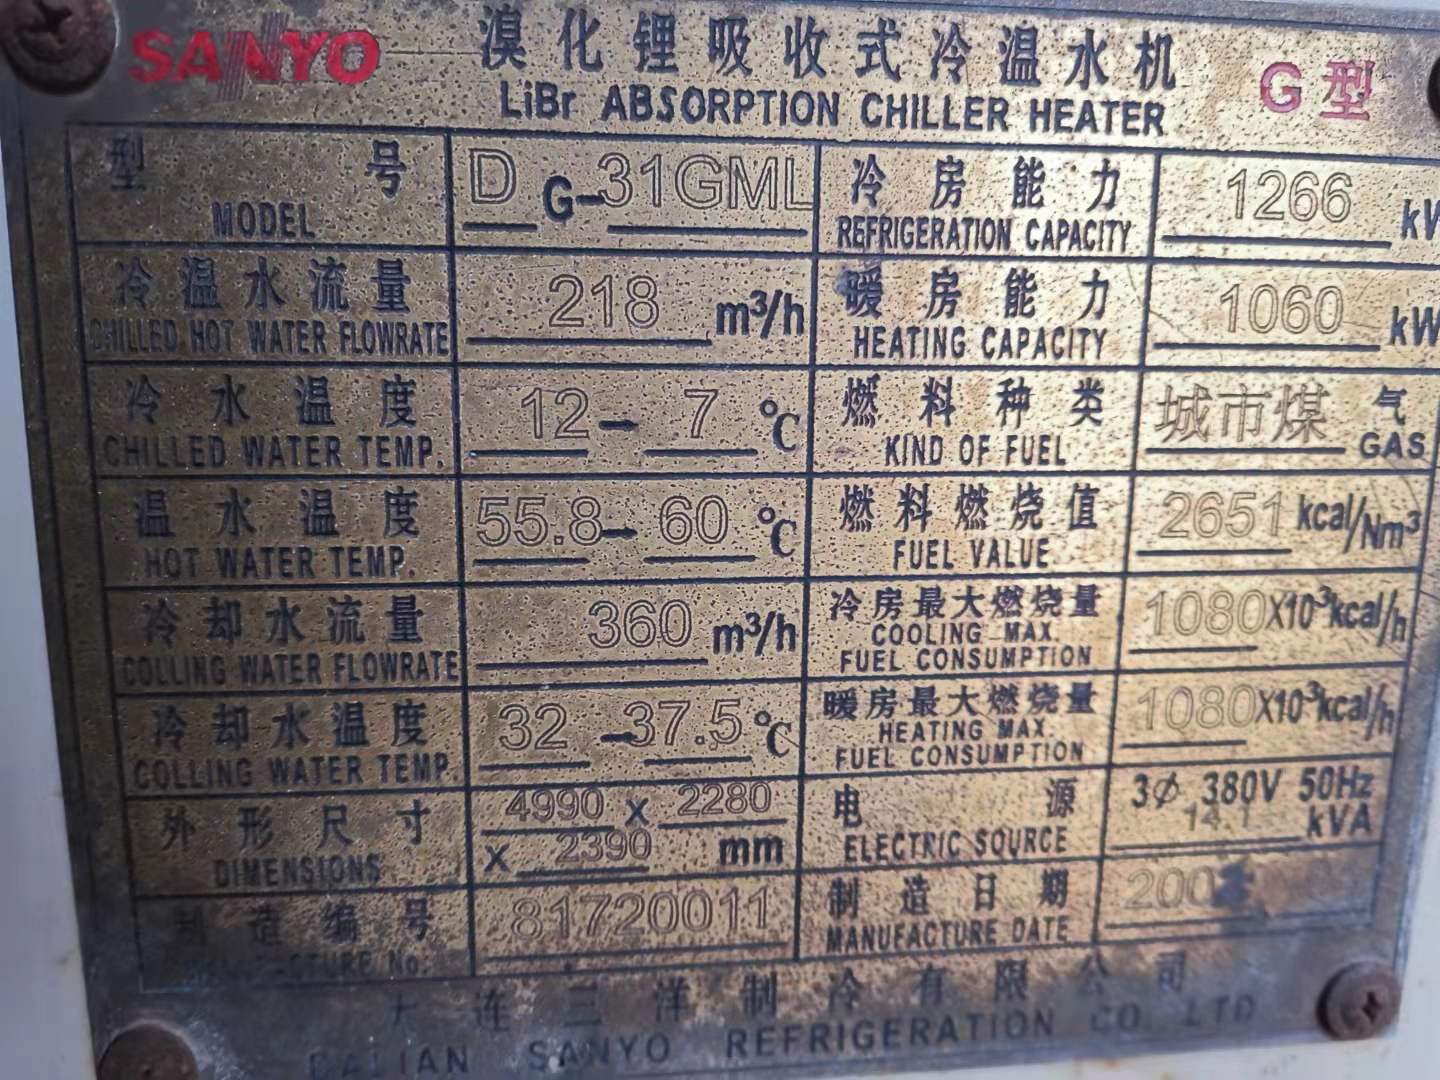 SANYO
溴化锂吸收式冷温水机
G型
LiBr ABSORPTION CHILLER HEATER
型号
MODEL
DG-31GML
冷房能力
REFRIGERATION CAPACITY
1266 kW
冷温水流量
CHILLED HOT WATER FLOWRATE
218 m³/h
暖房能力
HEATING CAPACITY
1060 kW
冷水温度
CHILLED WATER TEMP.
12→7 ℃
燃料种类
KIND OF FUEL
城市煤气
GAS
温水温度
HOT WATER TEMP.
55.8→60 ℃
燃料燃烧值
FUEL VALUE
2651 kcal/Nm³
冷却水流量
COLLING WATER FLOWRATE
360 m³/h
冷房最大燃烧量
COOLING MAX.
FUEL CONSUMPTION
1080X10³kcal/h
冷却水温度
COLLING WATER TEMP.
32→37.5 ℃
暖房最大燃烧量
HEATING MAX.
FUEL CONSUMPTION
1080X10³kcal/h
外形尺寸
DIMENSIONS
4990 x 2280
x 2390 mm
电源
ELECTRIC SOURCE
3Φ 380V 50Hz
14.1 kVA
制造编号
MANUFACTURE No.
81720011
制造日期
MANUFACTURE DATE
大连三洋制冷有限公司
DALIAN SANYO REFRIGERATION CO. LTD